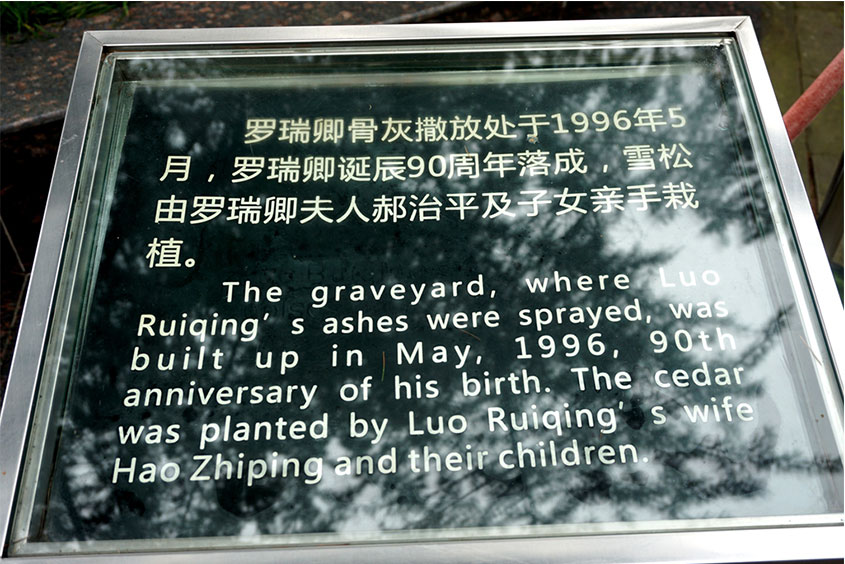 罗瑞卿骨灰撒放处于1996年5
月，罗瑞卿诞辰90周年落成，雪松
由罗瑞卿夫人郝治平及子女亲手栽
植。
The graveyard, where Luo
Ruiqing's ashes were sprayed, was
built up in May, 1996, 90th
anniversary of his birth. The cedar
was planted by Luo Ruiqing's wife
Hao Zhiping and their children.